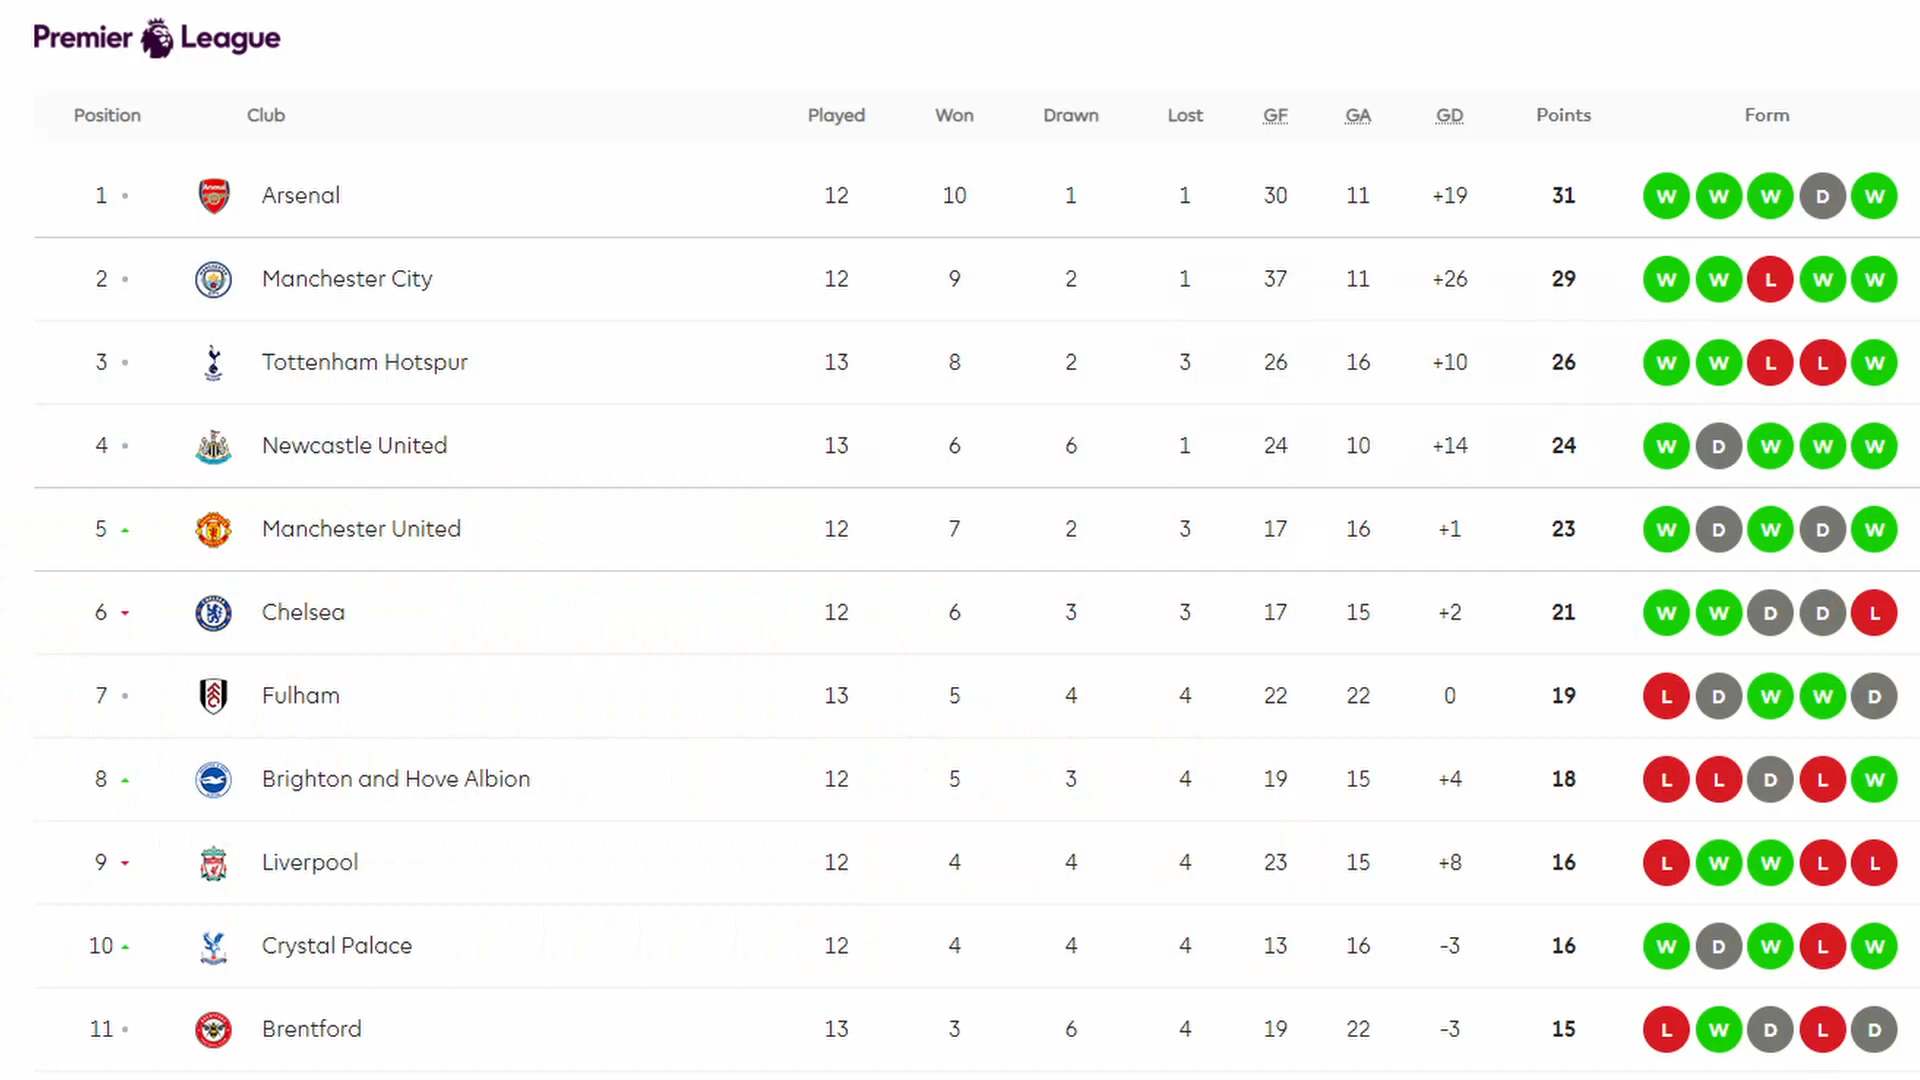 Premier League
Position Club Played Won Drawn Lost GF GA GD Points Form
1 Arsenal 12 10 1 1 30 11 +19 31 W W W D W
2 Manchester City 12 9 2 1 37 11 +26 29 W W L W W
3 Tottenham Hotspur 13 8 2 3 26 16 +10 26 W W L L W
4 Newcastle United 13 6 6 1 24 10 +14 24 W D W W W
5 Manchester United 12 7 2 3 17 16 +1 23 W D W D W
6 Chelsea 12 6 3 3 17 15 +2 21 W W D D L
7 Fulham 13 5 4 4 22 22 0 19 L D W W D
8 Brighton and Hove Albion 12 5 3 4 19 15 +4 18 L L D L W
9 Liverpool 12 4 4 4 23 15 +8 16 L W W L L
10 Crystal Palace 12 4 4 4 13 16 -3 16 W D W L W
11 Brentford 13 3 6 4 19 22 -3 15 L W D L D